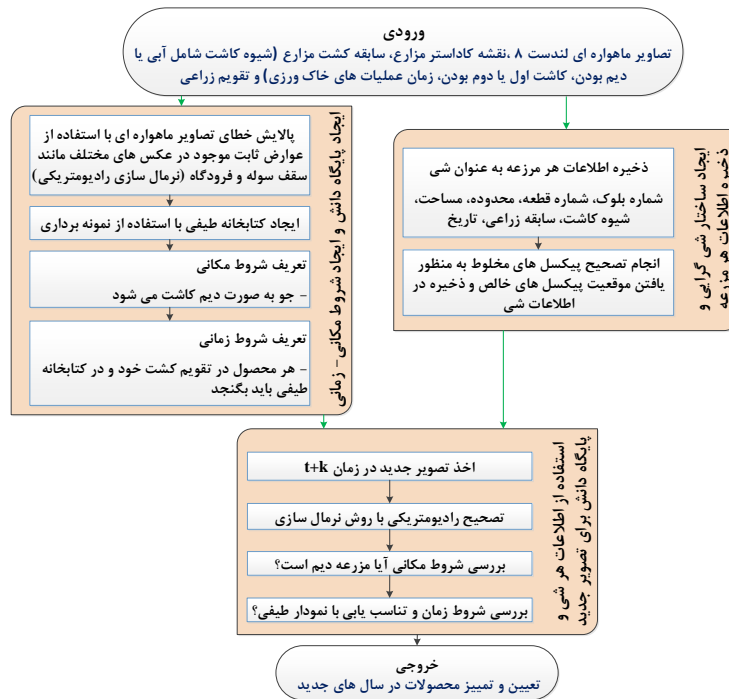 ورودی
تصاویر ماهواره ای لندست ۸ ،نقشه کاداستر مزارع، سابقه کشت مزارع (شیوه کاشت شامل آبی یا
دیم بودن، کاشت اول یا دوم بودن، زمان عملیات های خاک ورزی) و تقویم زراعی
ذخیره اطلاعات هر مزرعه
ایجاد ساختار شی گرایی و
ذخیره اطلاعات هر مزرعه به عنوان شی
شماره بلوک، شماره قطعه، محدوده، مساحت،
شیوه کاشت، سابقه زراعی، تاریخ
انجام تصحیح پیکسل های مخلوط به منظور
یافتن موقعیت پیکسل های خالص و ذخیره در
اطلاعات شی
ایجاد پایگاه دانش و ایجاد شروط مکانی- زمانی
پالایش خطای تصاویر ماهواره ای با استفاده از
عوارض ثابت موجود در عکس های مختلف مانند
سقف سوله و فرودگاه (نرمال سازی رادیومتریکی)
ایجاد کتابخانه طیفی با استفاده از نمونه برداری
تعریف شروط مکانی
- جو به صورت دیم کاشت می شود
تعریف شروط زمانی
- هر محصول در تقویم کشت خود و در کتابخانه
طیفی باید بگنجد
استفاده از اطلاعات هر شی و
پایگاه دانش برای تصویر جدید
اخذ تصویر جدید در زمان t+k
تصحیح رادیومتریکی با روش نرمال سازی
بررسی شروط مکانی آیا مزرعه دیم است؟
بررسی شروط زمان و تناسب یابی با نمودار طیفی؟
خروجی
تعیین و تمییز محصولات در سال های جدید